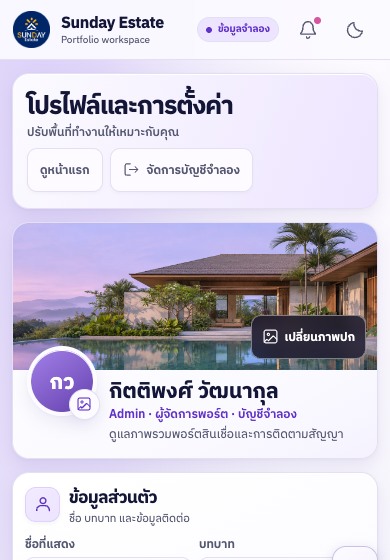 SUNDAY
Estate
Sunday Estate
Portfolio workspace
ข้อมูลจำลอง
โปรไฟล์และการตั้งค่า
ปรับพื้นที่ทำงานให้เหมาะกับคุณ
ดูหน้าแรก
จัดการบัญชีจำลอง
เปลี่ยนภาพปก
กว
กิตติพงศ์ วัฒนากุล
Admin · ผู้จัดการพอร์ต · บัญชีจำลอง
ดูแลภาพรวมพอร์ตสินเชื่อและการติดตามสัญญา
ข้อมูลส่วนตัว
ชื่อ บทบาท และข้อมูลติดต่อ
ชื่อที่แสดง บทบาท